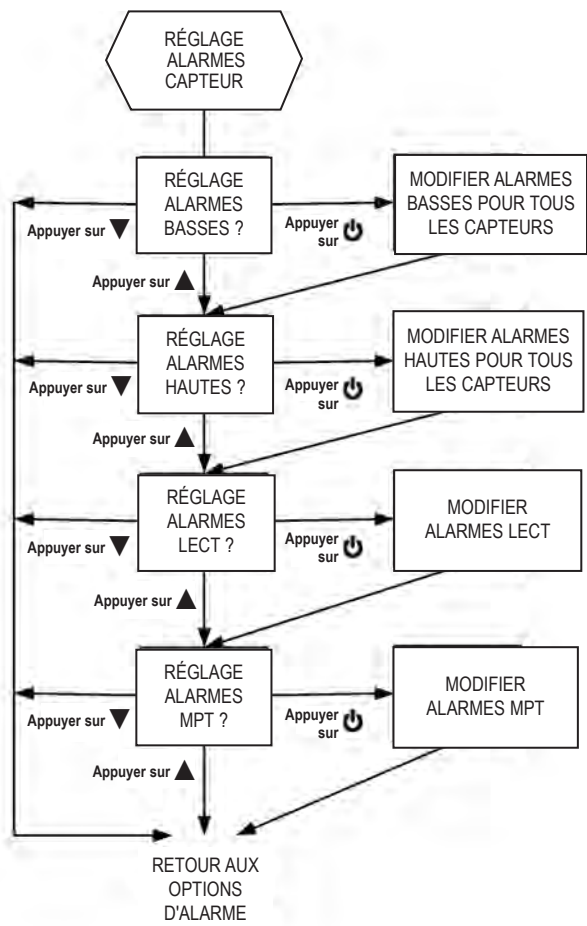 RÉGLAGE
ALARMES
CAPTEUR
RÉGLAGE
ALARMES
BASSES ?
Appuyer sur ▼
Appuyer
sur ⏻
MODIFIER ALARMES
BASSES POUR TOUS
LES CAPTEURS
Appuyer sur ▲
RÉGLAGE
ALARMES
HAUTES ?
Appuyer sur ▼
Appuyer
sur ⏻
MODIFIER ALARMES
HAUTES POUR TOUS
LES CAPTEURS
Appuyer sur ▲
RÉGLAGE
ALARMES
LECT ?
Appuyer sur ▼
Appuyer
sur ⏻
MODIFIER
ALARMES LECT
Appuyer sur ▲
RÉGLAGE
ALARMES
MPT ?
Appuyer sur ▼
Appuyer
sur ⏻
MODIFIER
ALARMES MPT
Appuyer sur ▲
RETOUR AUX
OPTIONS
D'ALARME